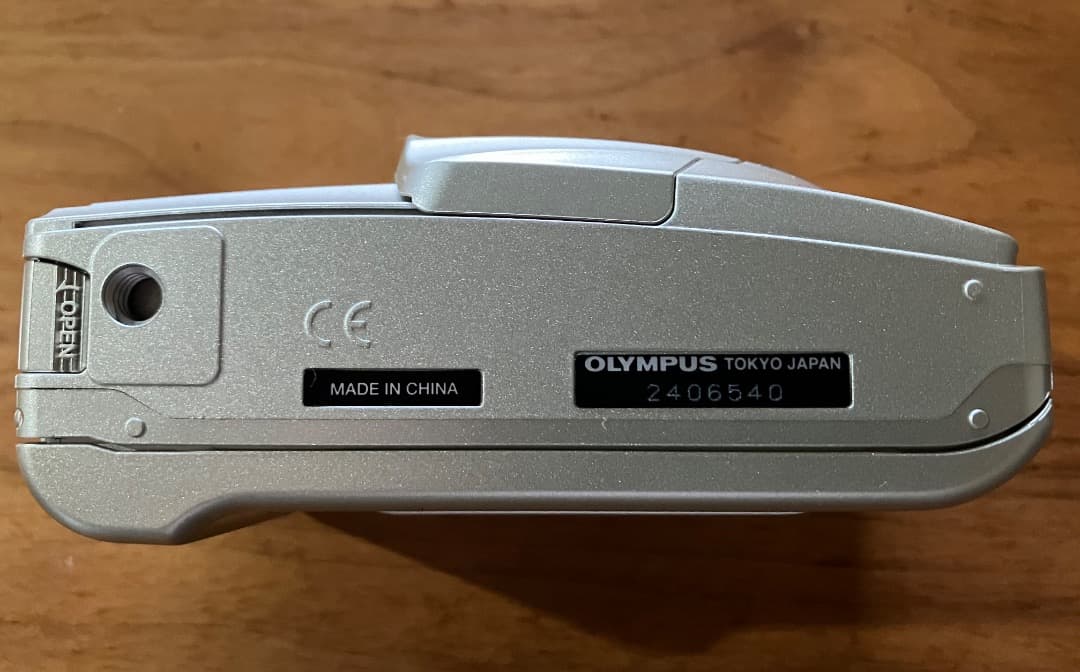 OPEN
CE
MADE IN CHINA
OLYMPUS TOKYO JAPAN
2406540